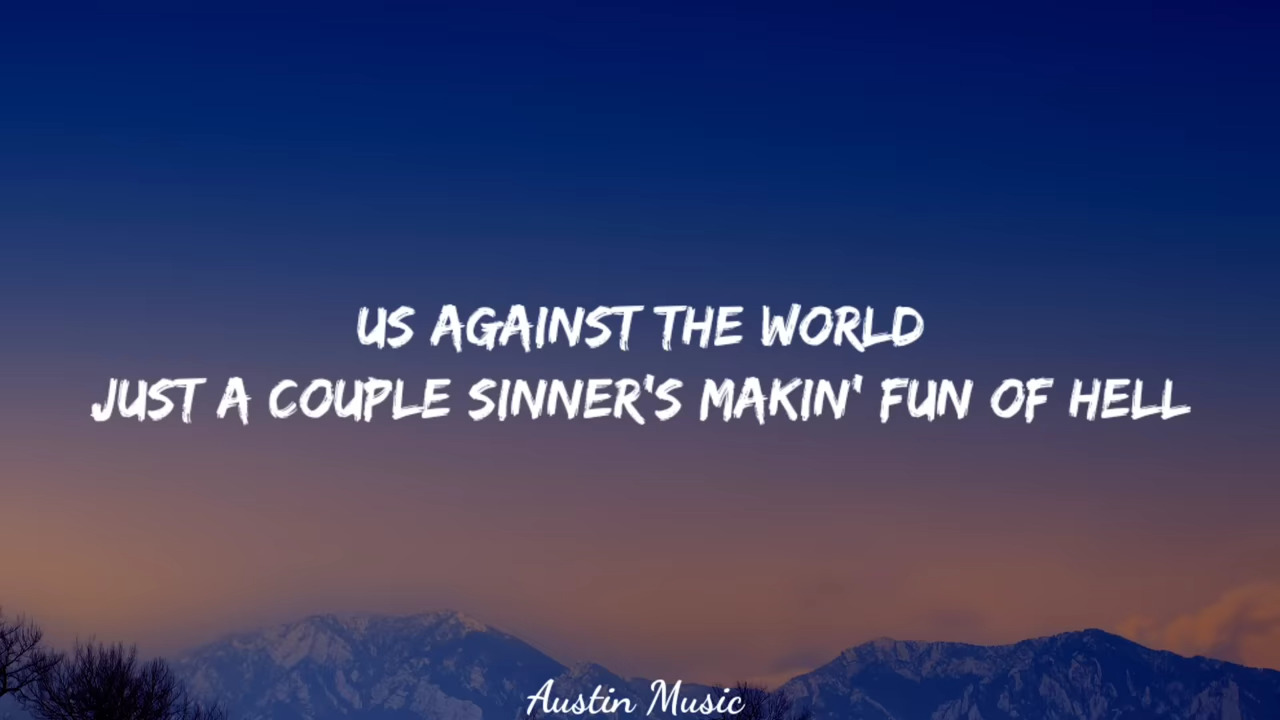 US AGAINST THE WORLD
JUST A COUPLE SINNER'S MAKIN' FUN OF HELL
Austin Music